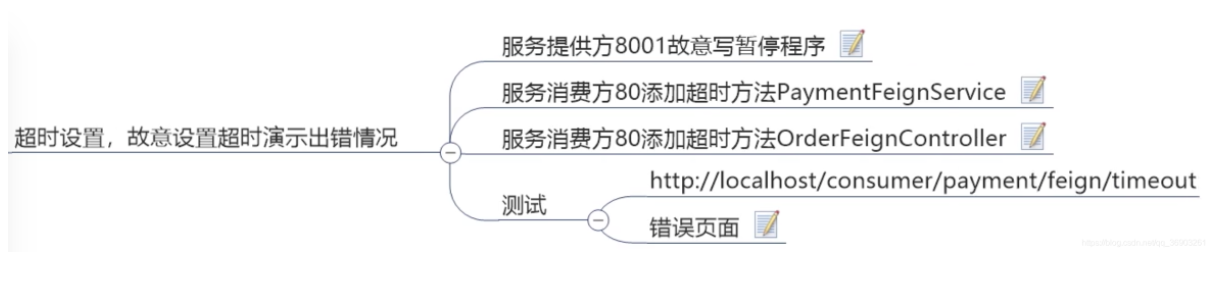 服务提供方8001故意写暂停程序
服务消费方80添加超时方法PaymentFeignService
超时设置，故意设置超时演示出错情况
服务消费方80添加超时方法OrderFeignController
http://localhost/consumer/payment/feign/timeout
测试
错误页面